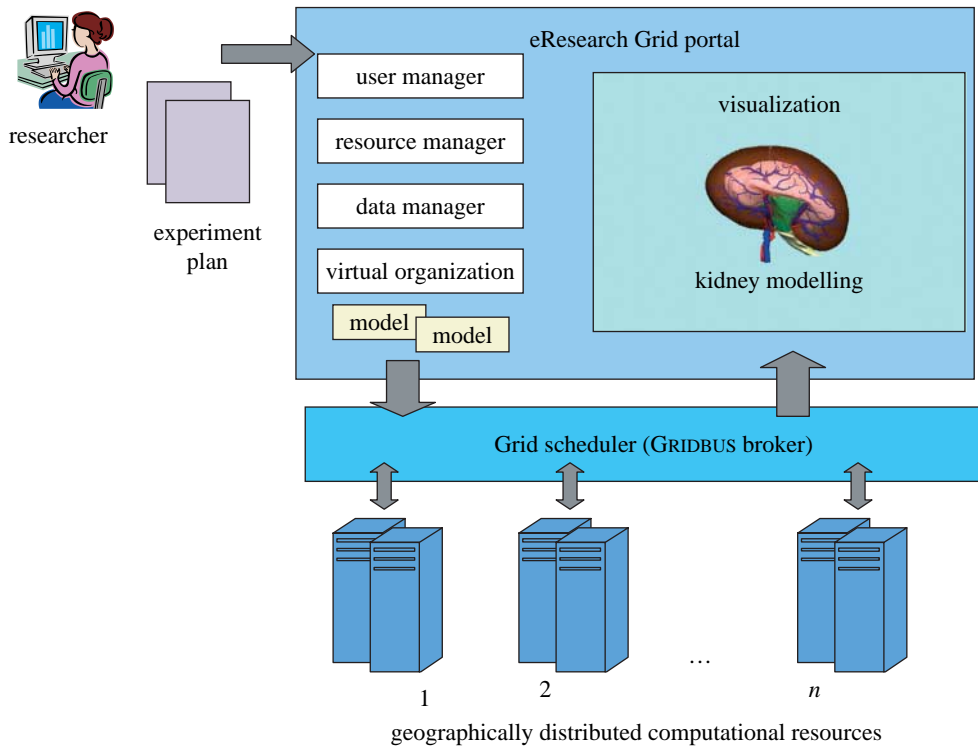 eResearch Grid portal
researcher
experiment
plan
user manager
resource manager
data manager
virtual organization
model
model
visualization
kidney modelling
Grid scheduler (GRIDBUS broker)
1
2
...
n
geographically distributed computational resources